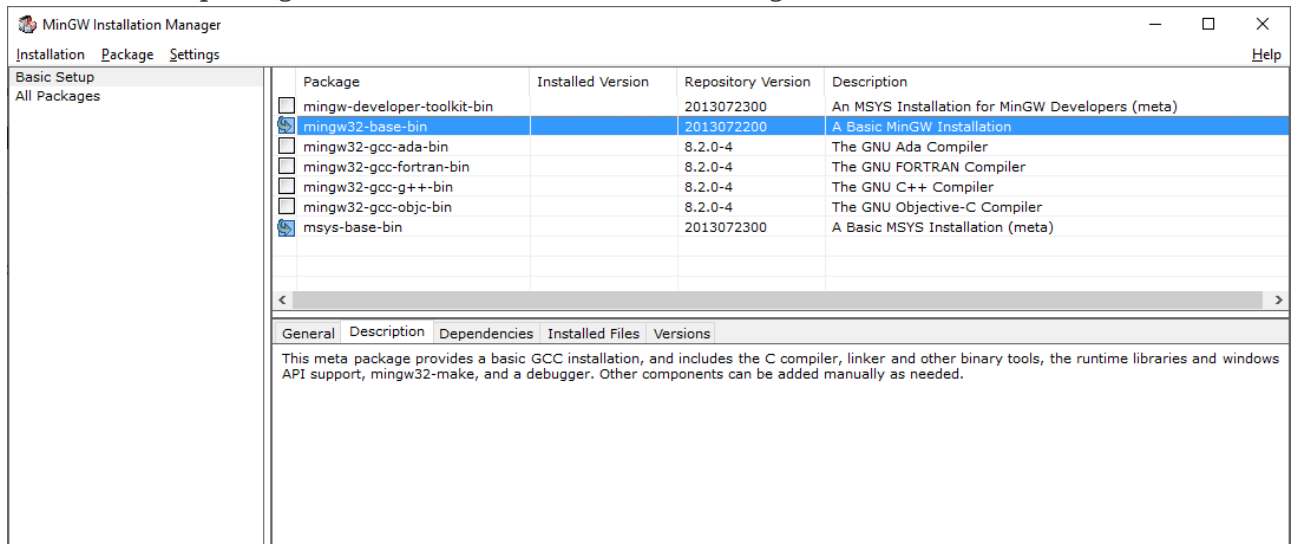 MinGW Installation Manager
Installation Package Settings Help
Basic Setup
All Packages
Package Installed Version Repository Version Description
mingw-developer-toolkit-bin 2013072300 An MSYS Installation for MinGW Developers (meta)
mingw32-base-bin 2013072200 A Basic MinGW Installation
mingw32-gcc-ada-bin 8.2.0-4 The GNU Ada Compiler
mingw32-gcc-fortran-bin 8.2.0-4 The GNU FORTRAN Compiler
mingw32-gcc-g++-bin 8.2.0-4 The GNU C++ Compiler
mingw32-gcc-objc-bin 8.2.0-4 The GNU Objective-C Compiler
msys-base-bin 2013072300 A Basic MSYS Installation (meta)
General Description Dependencies Installed Files Versions
This meta package provides a basic GCC installation, and includes the C compiler, linker and other binary tools, the runtime libraries and windows
API support, mingw32-make, and a debugger. Other components can be added manually as needed.